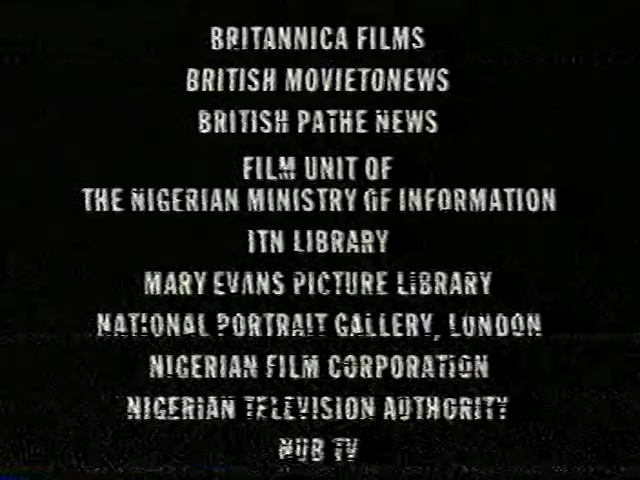 BRITANNICA FILMS
BRITISH MOVIETONEWS
BRITISH PATHE NEWS
FILM UNIT OF
THE NIGERIAN MINISTRY OF INFORMATION
ITN LIBRARY
MARY EVANS PICTURE LIBRARY
NATIONAL PORTRAIT GALLERY, LONDON
NIGERIAN FILM CORPORATION
NIGERIAN TELEVISION AUTHORITY
TV